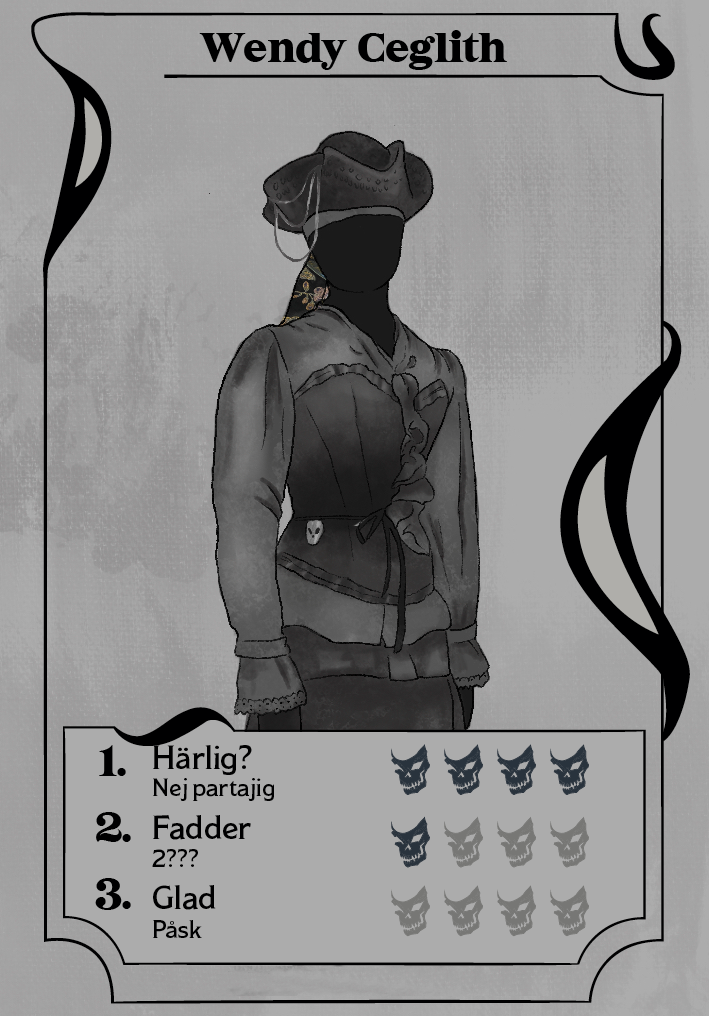 Wendy Ceglith
1. Härlig?
Nej partajig
2. Fadder
2???
3. Glad
Påsk